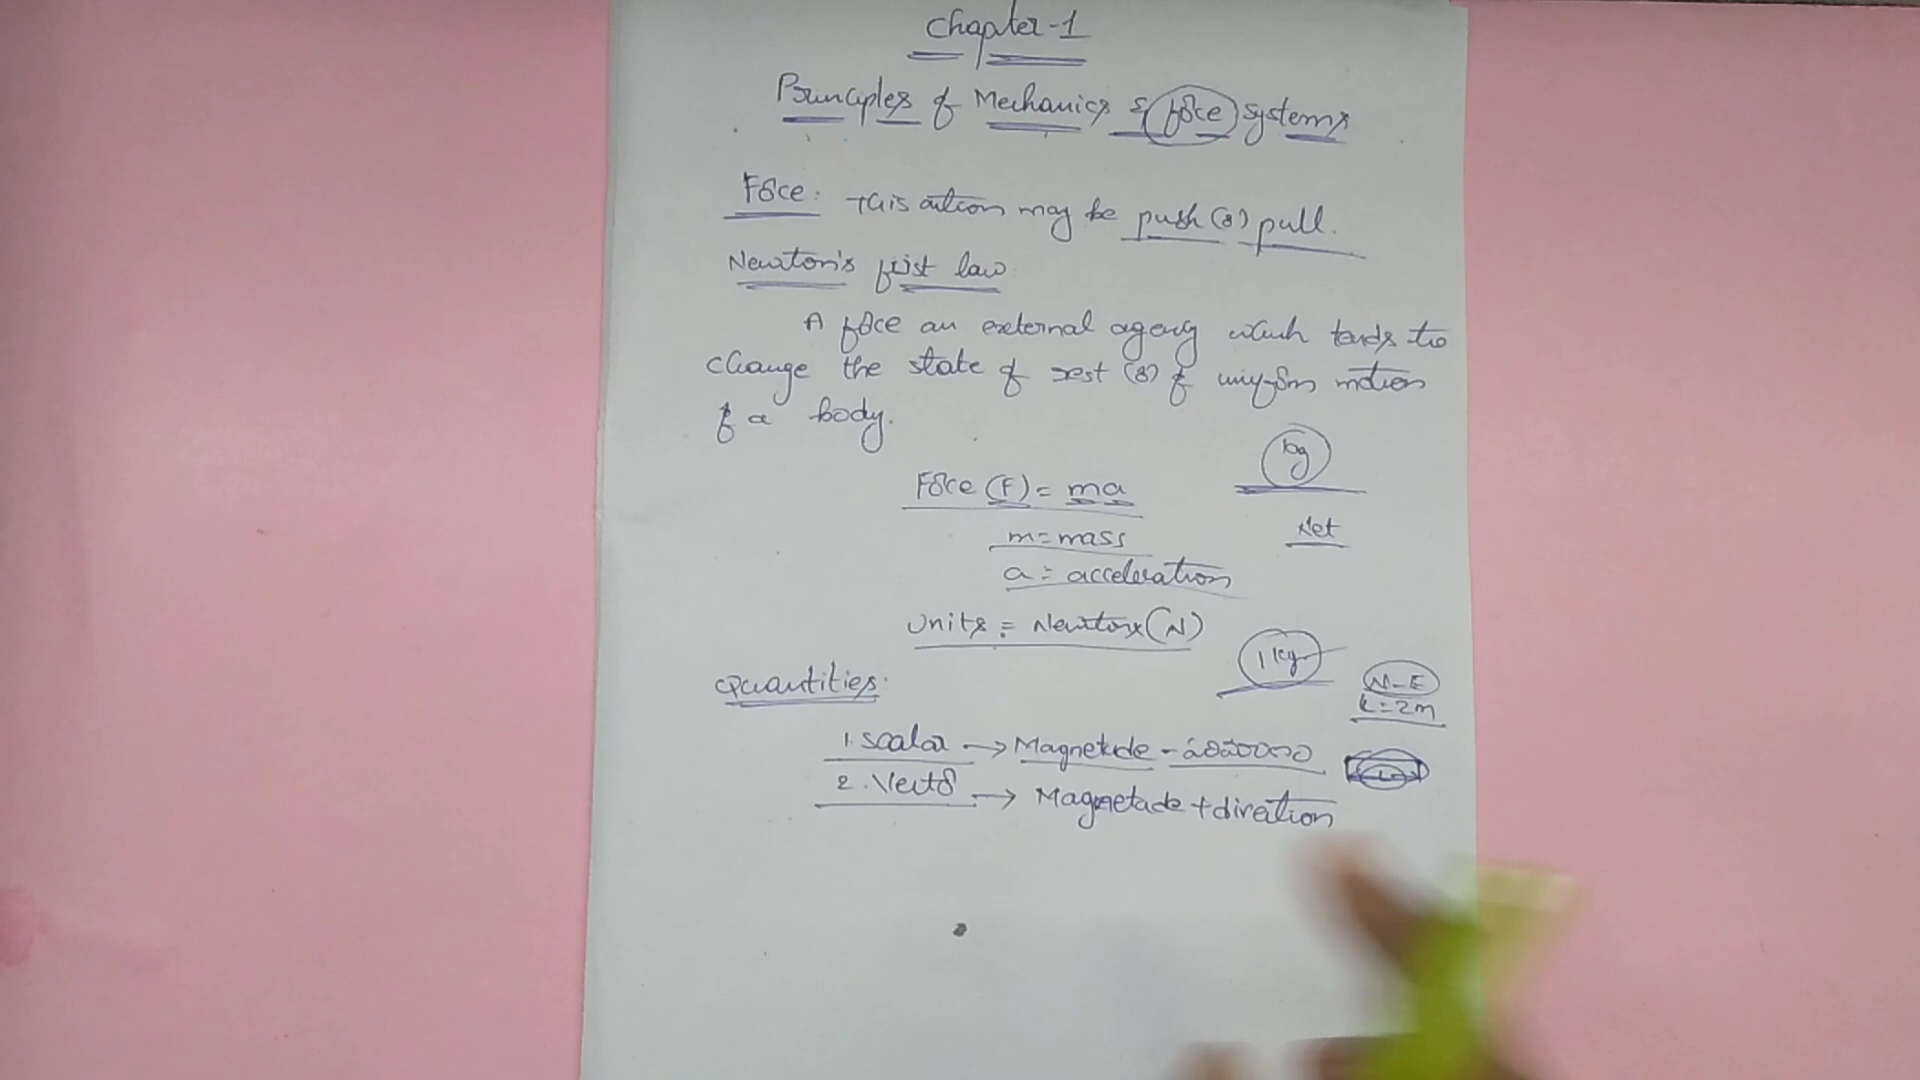 Chapter-1
Principles of Mechanics & force systems
Force: This action may be push (or) pull.
Newton's first law
A force an external agency which tends to
change the state of rest (or) of uniform motion
of a body.
kg
Force (F) = ma
Net
m=mass
a = acceleration
Units = Newtons (N)
1 kg
N-E
Quantities:
L=2m
1. Scalar → Magnetude -
2. Vector → Magnetude + direction